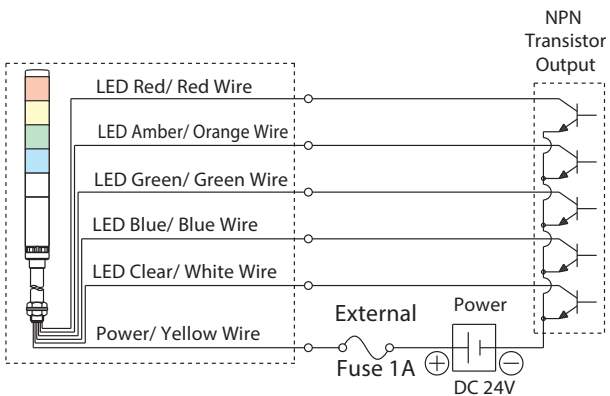 NPN
Transistor
Output
LED Red/ Red Wire
LED Amber/ Orange Wire
LED Green/ Green Wire
LED Blue/ Blue Wire
LED Clear/ White Wire
Power/ Yellow Wire
External
Fuse 1A
Power
+ −
DC 24V